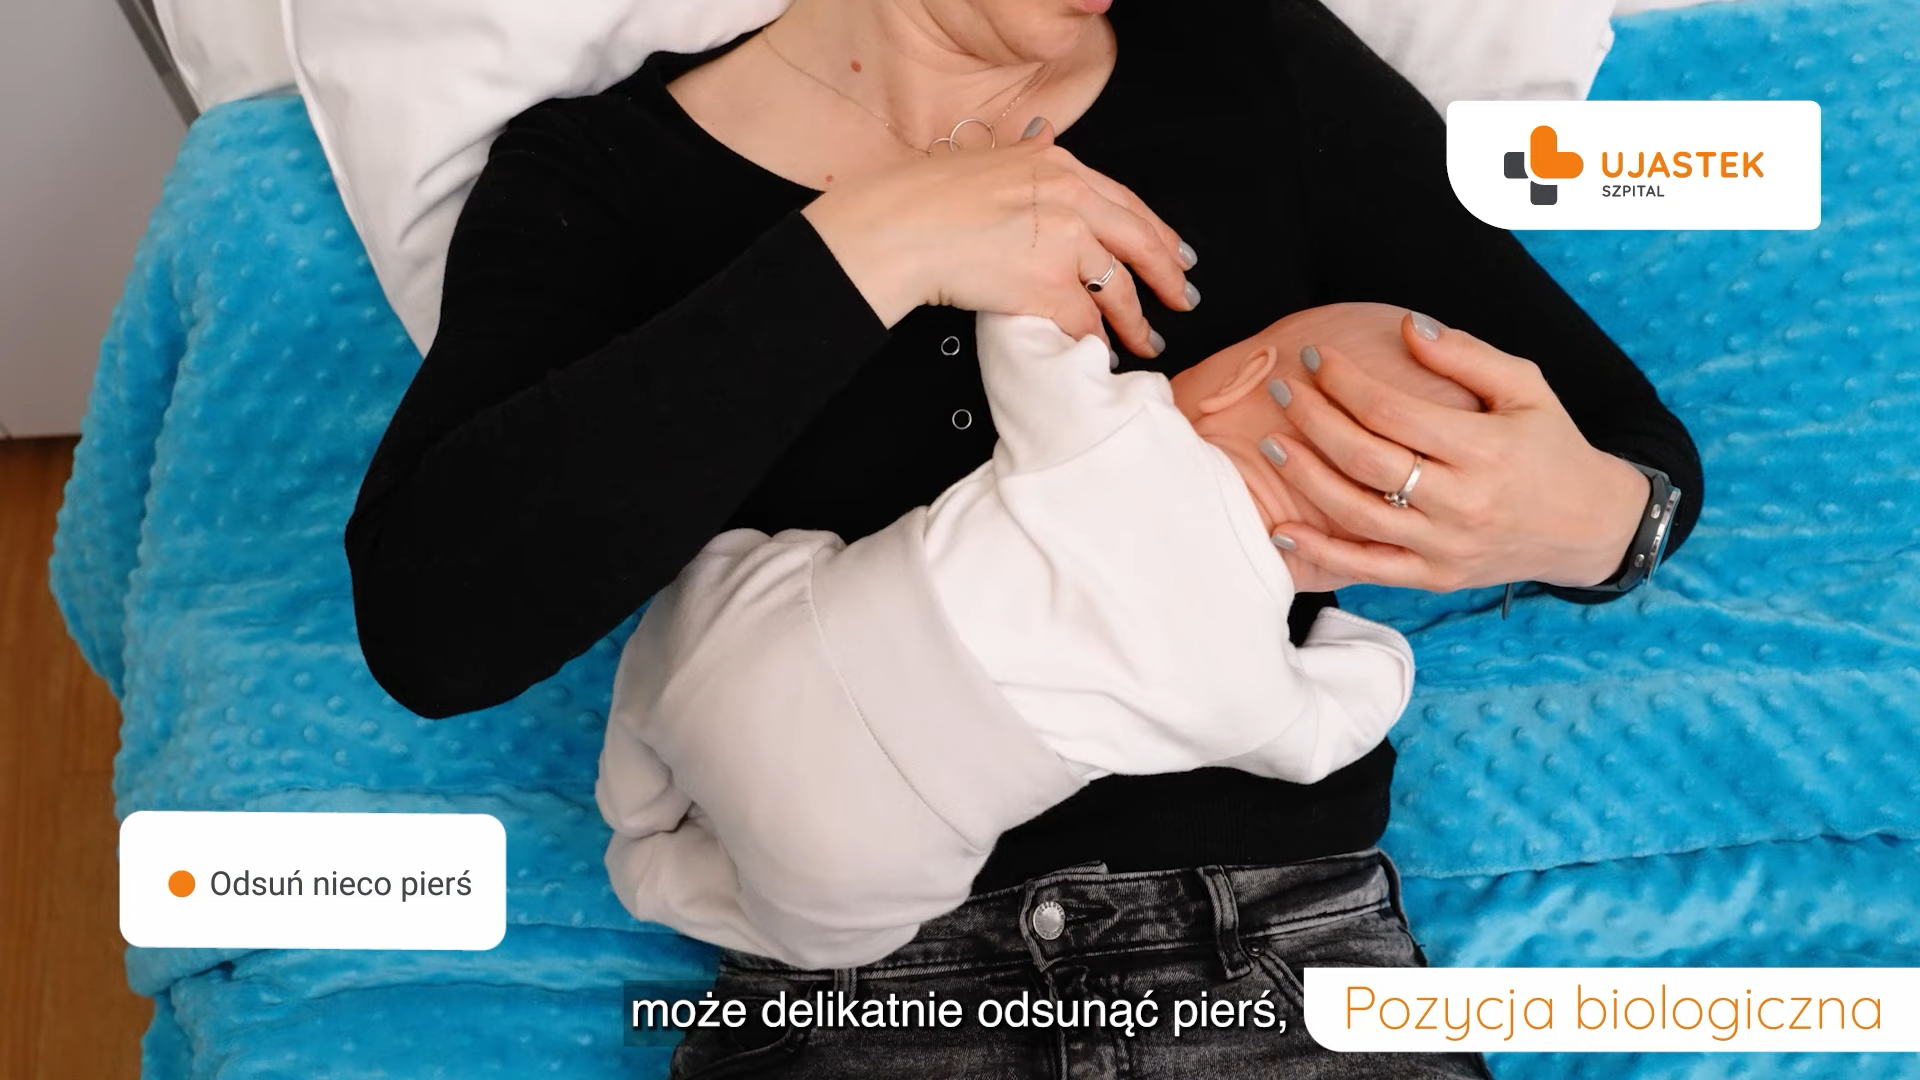 UJASTEK
SZPITAL
Odsuń nieco pierś
może delikatnie odsunąć pierś,
Pozycja biologiczna